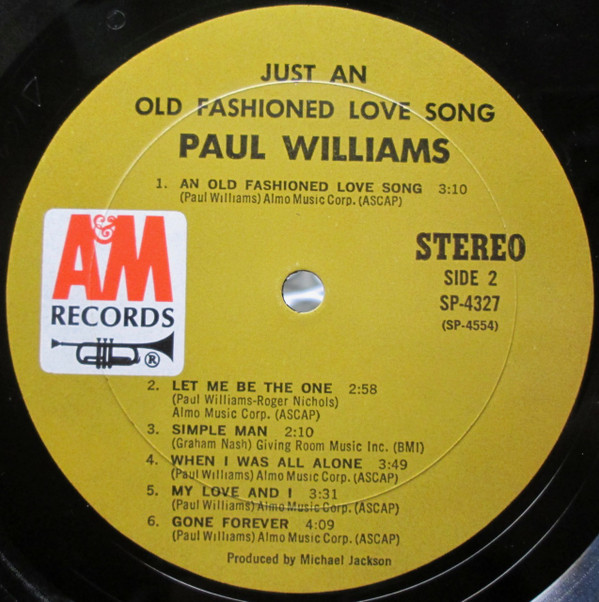 JUST AN
OLD FASHIONED LOVE SONG
PAUL WILLIAMS
1. AN OLD FASHIONED LOVE SONG 3:10
(Paul Williams) Almo Music Corp. (ASCAP)
A&M
RECORDS
®
STEREO
SIDE 2
SP-4327
(SP-4554)
2. LET ME BE THE ONE 2:58
(Paul Williams-Roger Nichols)
Almo Music Corp. (ASCAP)
3. SIMPLE MAN 2:10
(Graham Nash) Giving Room Music Inc. (BMI)
4. WHEN I WAS ALL ALONE 3:49
(Paul Williams) Almo Music Corp. (ASCAP)
5. MY LOVE AND I 3:31
(Paul Williams) Almo Music Corp. (ASCAP)
6. GONE FOREVER 4:09
(Paul Williams) Almo Music Corp. (ASCAP)
Produced by Michael Jackson